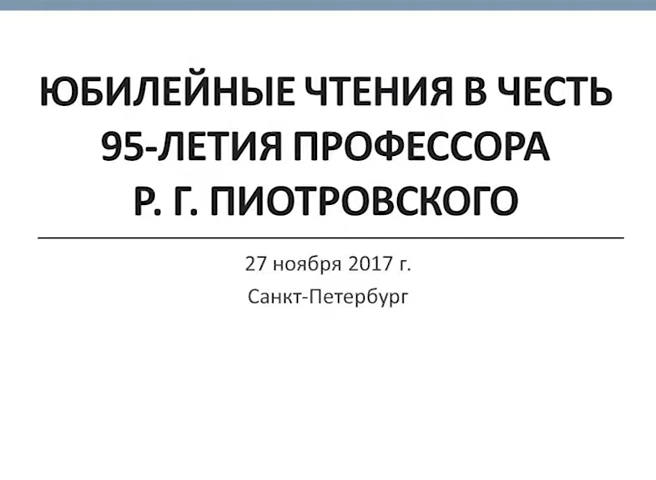 ЮБИЛЕЙНЫЕ ЧТЕНИЯ В ЧЕСТЬ
95-ЛЕТИЯ ПРОФЕССОРА
Р. Г. ПИОТРОВСКОГО
27 ноября 2017 г.
Санкт-Петербург